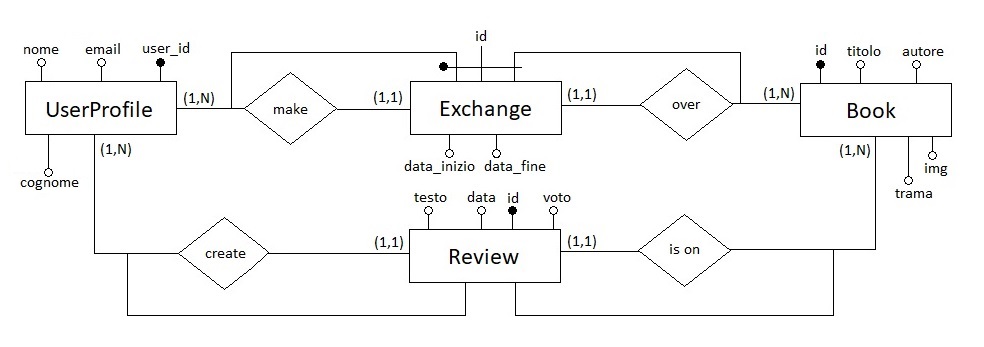 id
nome
email
user_id
id
titolo
autore
UserProfile
(1,N)
make
(1,1)
Exchange
(1,1)
over
(1,N)
Book
(1,N)
data_inizio
data_fine
(1,N)
img
cognome
trama
testo
data
id
voto
create
(1,1)
Review
(1,1)
is on